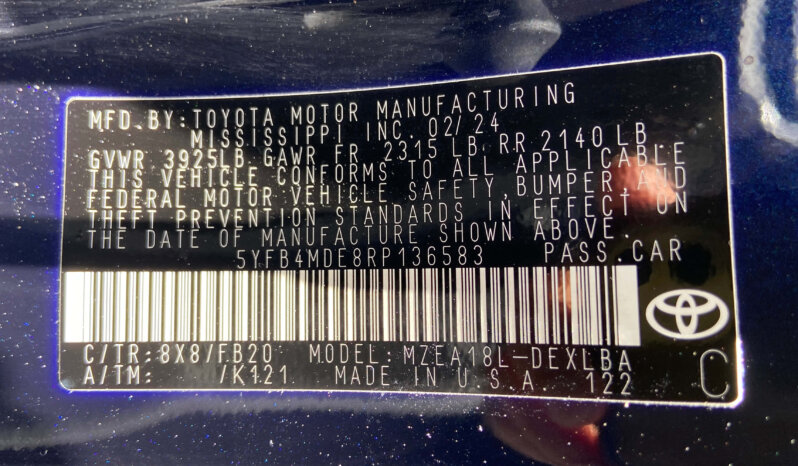 MFD. BY: TOYOTA MOTOR MANUFACTURING
MISSISSIPPI INC. 02/24
GVWR 3925LB GAWR FR 2315 LB RR 2140 LB
THIS VEHICLE CONFORMS TO ALL APPLICABLE
FEDERAL MOTOR VEHICLE SAFETY, BUMPER, AND
THEFT PREVENTION STANDARDS IN EFFECT ON
THE DATE OF MANUFACTURE SHOWN ABOVE.
5YFB4MDE8RP136583 PASS. CAR
C/TR: 8X8/FB20 MODEL: MZEA18L-DEXLBA
A/TM: /K121 MADE IN U.S.A 122 C